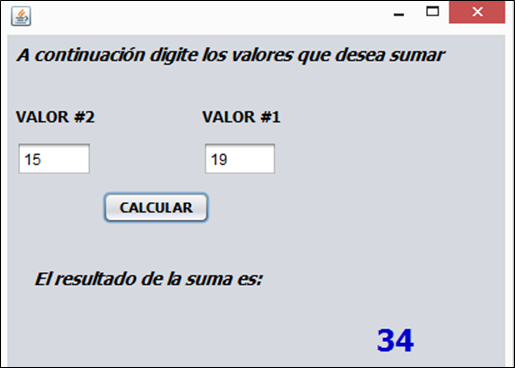 A continuación digite los valores que desea sumar
VALOR #2 VALOR #1
15 19
CALCULAR
El resultado de la suma es:
34